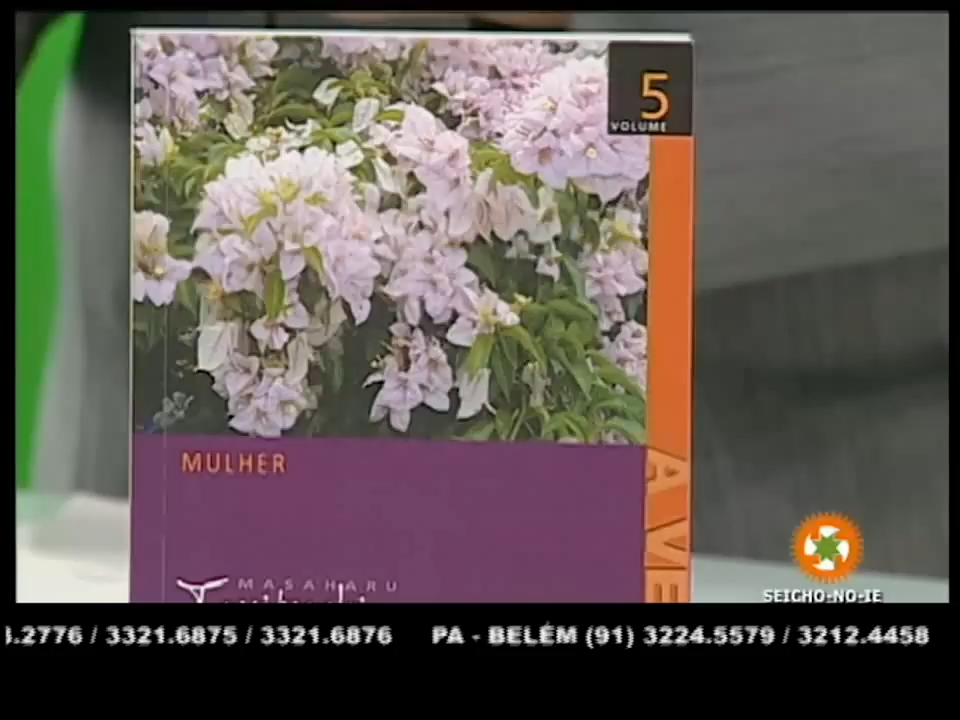 5
VOLUME
MULHER
MASAHARU
SEICHO-NO-IE
.2776 / 3321.6875 / 3321.6876 PA - BELÉM (91) 3224.5579 / 3212.4458